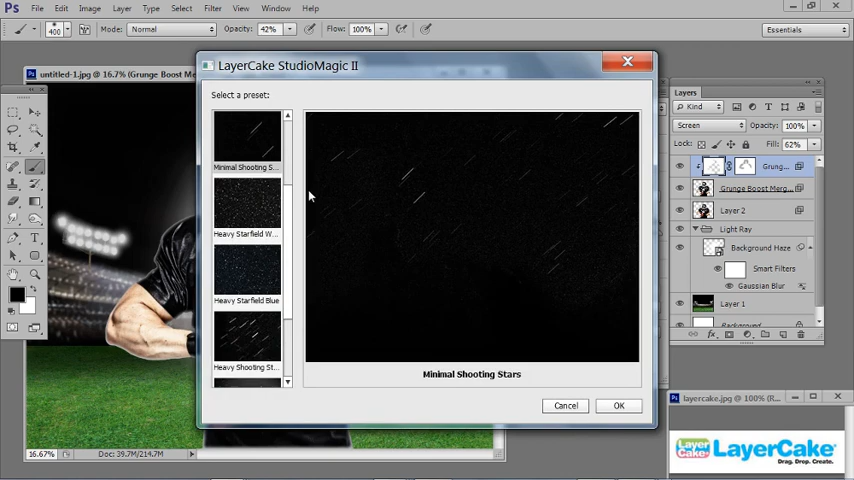 Ps File Edit Image Layer Type Select Filter View Window Help
400 Mode: Normal Opacity: 42% Flow: 100% Essentials
LayerCake StudioMagic II
untitled-1.jpg @ 16.7% (Grunge Boost Merg...
Select a preset:
Minimal Shooting S...
Heavy Starfield W...
Heavy Starfield Blue
Heavy Shooting St...
Minimal Shooting Stars
Cancel OK
Layers
Kind
Screen Opacity: 100%
Lock: Fill: 62%
Grung...
Grunge Boost Merg...
Layer 2
Light Ray
Background Haze
Smart Filters
Gaussian Blur
Layer 1
Background
16.67% Doc: 39.7M/214.7M
layercake.jpg @ 100% (R...
Layer Cake LayerCake
Drag. Drop. Create.